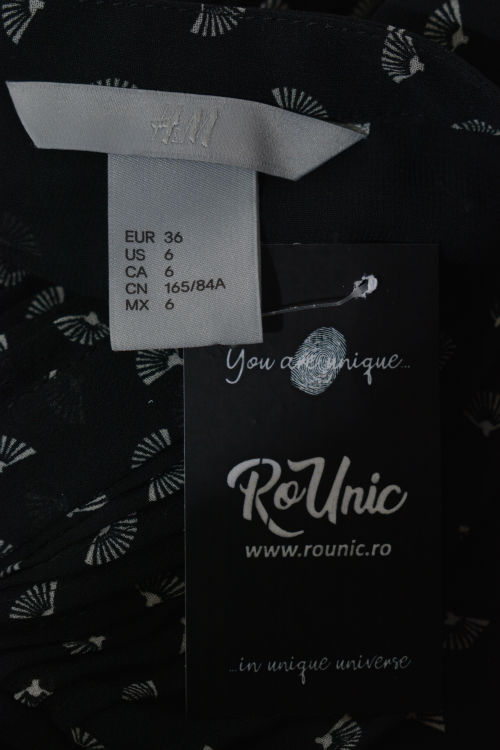 H&M
EUR 36
US 6
CA 6
CN 165/84A
MX 6
You are unique...
RoUnic
www.rounic.ro
...in unique universe